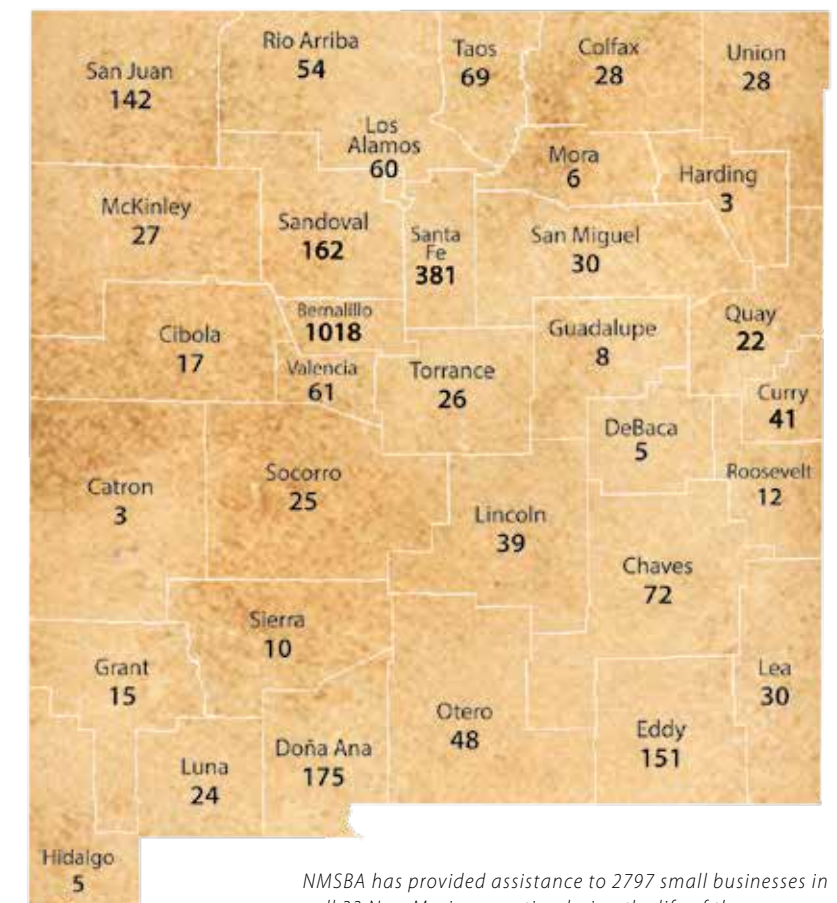 Rio Arriba
54
Taos
69
Colfax
28
Union
28
San Juan
142
Los
Alamos
60
Mora
6
Harding
3
McKinley
27
Sandoval
162
Santa
Fe
381
San Miguel
30
Bernalillo
1018
Cibola
17
Valencia
61
Torrance
26
Guadalupe
8
Quay
22
Curry
41
DeBaca
5
Roosevelt
12
Catron
3
Socorro
25
Lincoln
39
Chaves
72
Sierra
10
Grant
15
Lea
30
Otero
48
Eddy
151
Doña Ana
175
Luna
24
Hidalgo
5
NMSBA has provided assistance to 2797 small businesses in